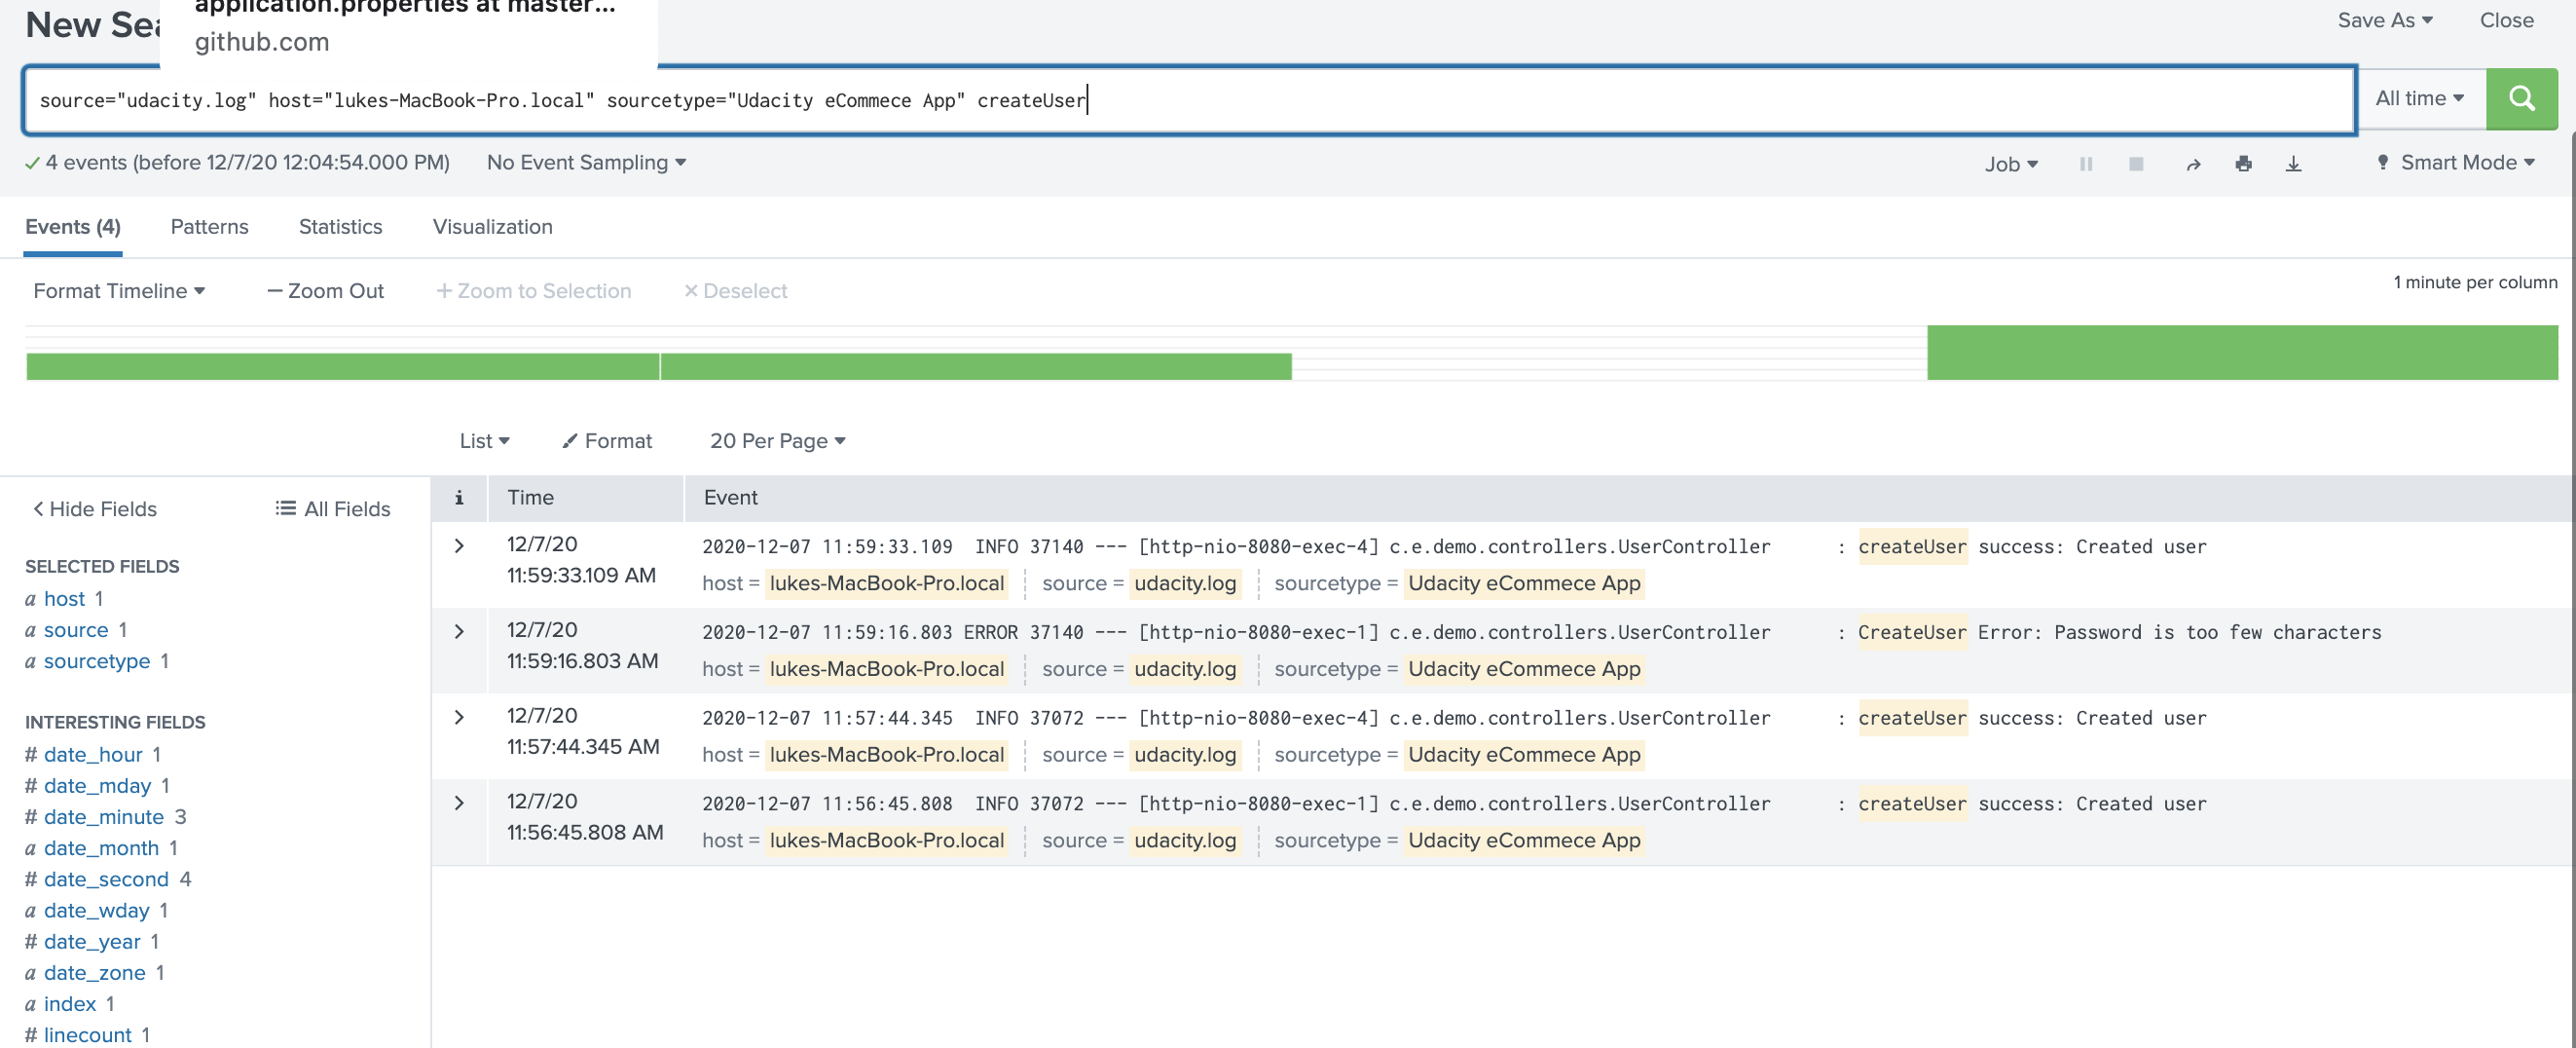 application.properties at master...
github.com
New Sea
Save As Close
source="udacity.log" host="lukes-MacBook-Pro.local" sourcetype="Udacity eCommece App" createUser
All time
4 events (before 12/7/20 12:04:54.000 PM) No Event Sampling
Job Smart Mode
Events (4) Patterns Statistics Visualization
Format Timeline — Zoom Out + Zoom to Selection × Deselect
1 minute per column
List Format 20 Per Page
< Hide Fields All Fields
i Time Event
SELECTED FIELDS
a host 1
a source 1
a sourcetype 1
INTERESTING FIELDS
# date_hour 1
# date_mday 1
# date_minute 3
a date_month 1
# date_second 4
a date_wday 1
# date_year 1
a date_zone 1
a index 1
# linecount 1
12/7/20
11:59:33.109 AM
2020-12-07 11:59:33.109  INFO 37140 --- [http-nio-8080-exec-4] c.e.demo.controllers.UserController : createUser success: Created user
host = lukes-MacBook-Pro.local source = udacity.log sourcetype = Udacity eCommece App
12/7/20
11:59:16.803 AM
2020-12-07 11:59:16.803 ERROR 37140 --- [http-nio-8080-exec-1] c.e.demo.controllers.UserController : CreateUser Error: Password is too few characters
host = lukes-MacBook-Pro.local source = udacity.log sourcetype = Udacity eCommece App
12/7/20
11:57:44.345 AM
2020-12-07 11:57:44.345  INFO 37072 --- [http-nio-8080-exec-4] c.e.demo.controllers.UserController : createUser success: Created user
host = lukes-MacBook-Pro.local source = udacity.log sourcetype = Udacity eCommece App
12/7/20
11:56:45.808 AM
2020-12-07 11:56:45.808  INFO 37072 --- [http-nio-8080-exec-1] c.e.demo.controllers.UserController : createUser success: Created user
host = lukes-MacBook-Pro.local source = udacity.log sourcetype = Udacity eCommece App